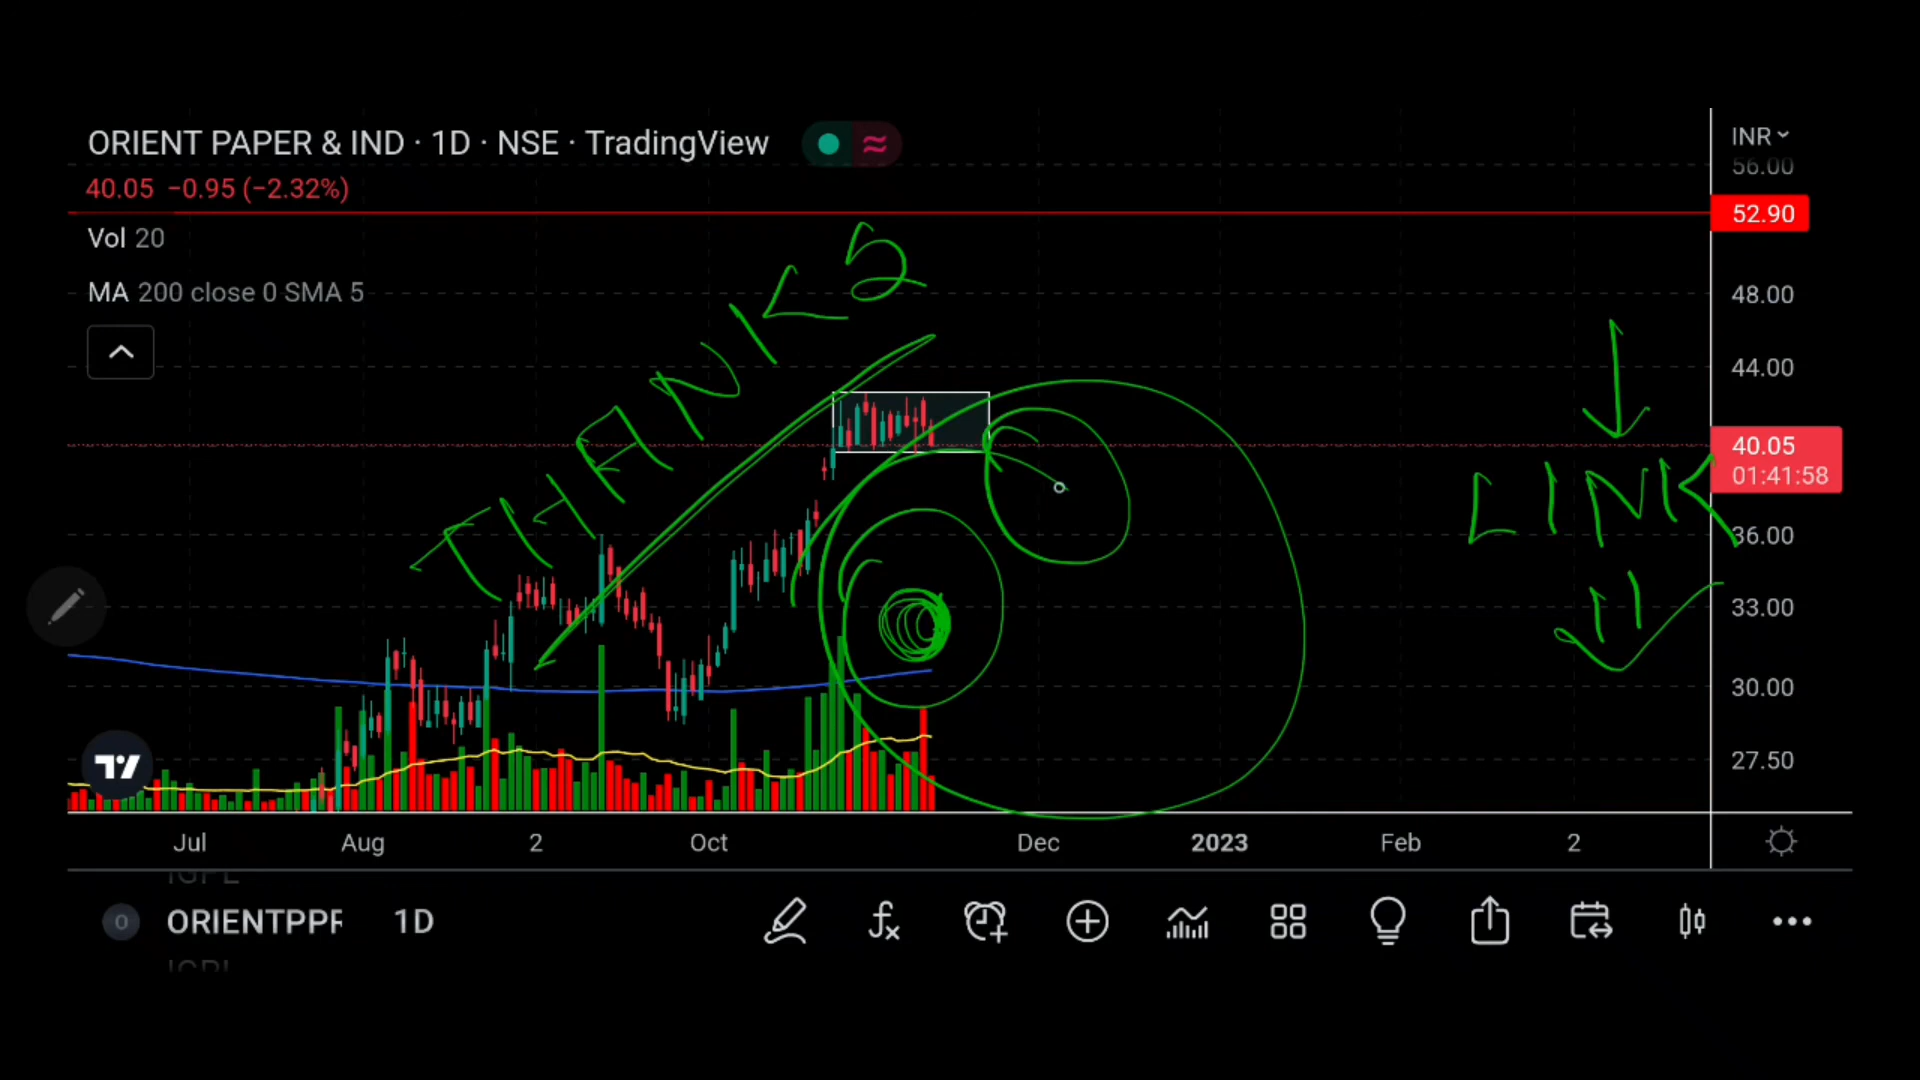 ORIENT PAPER & IND · 1D · NSE · TradingView
INR
56.00
40.05 −0.95 (−2.32%)
52.90
Vol 20
MA 200 close 0 SMA 5
48.00
44.00
THANKS
40.05
01:41:58
LINK
36.00
33.00
30.00
27.50
Jul Aug 2 Oct Dec 2023 Feb 2
0 ORIENTPPR 1D